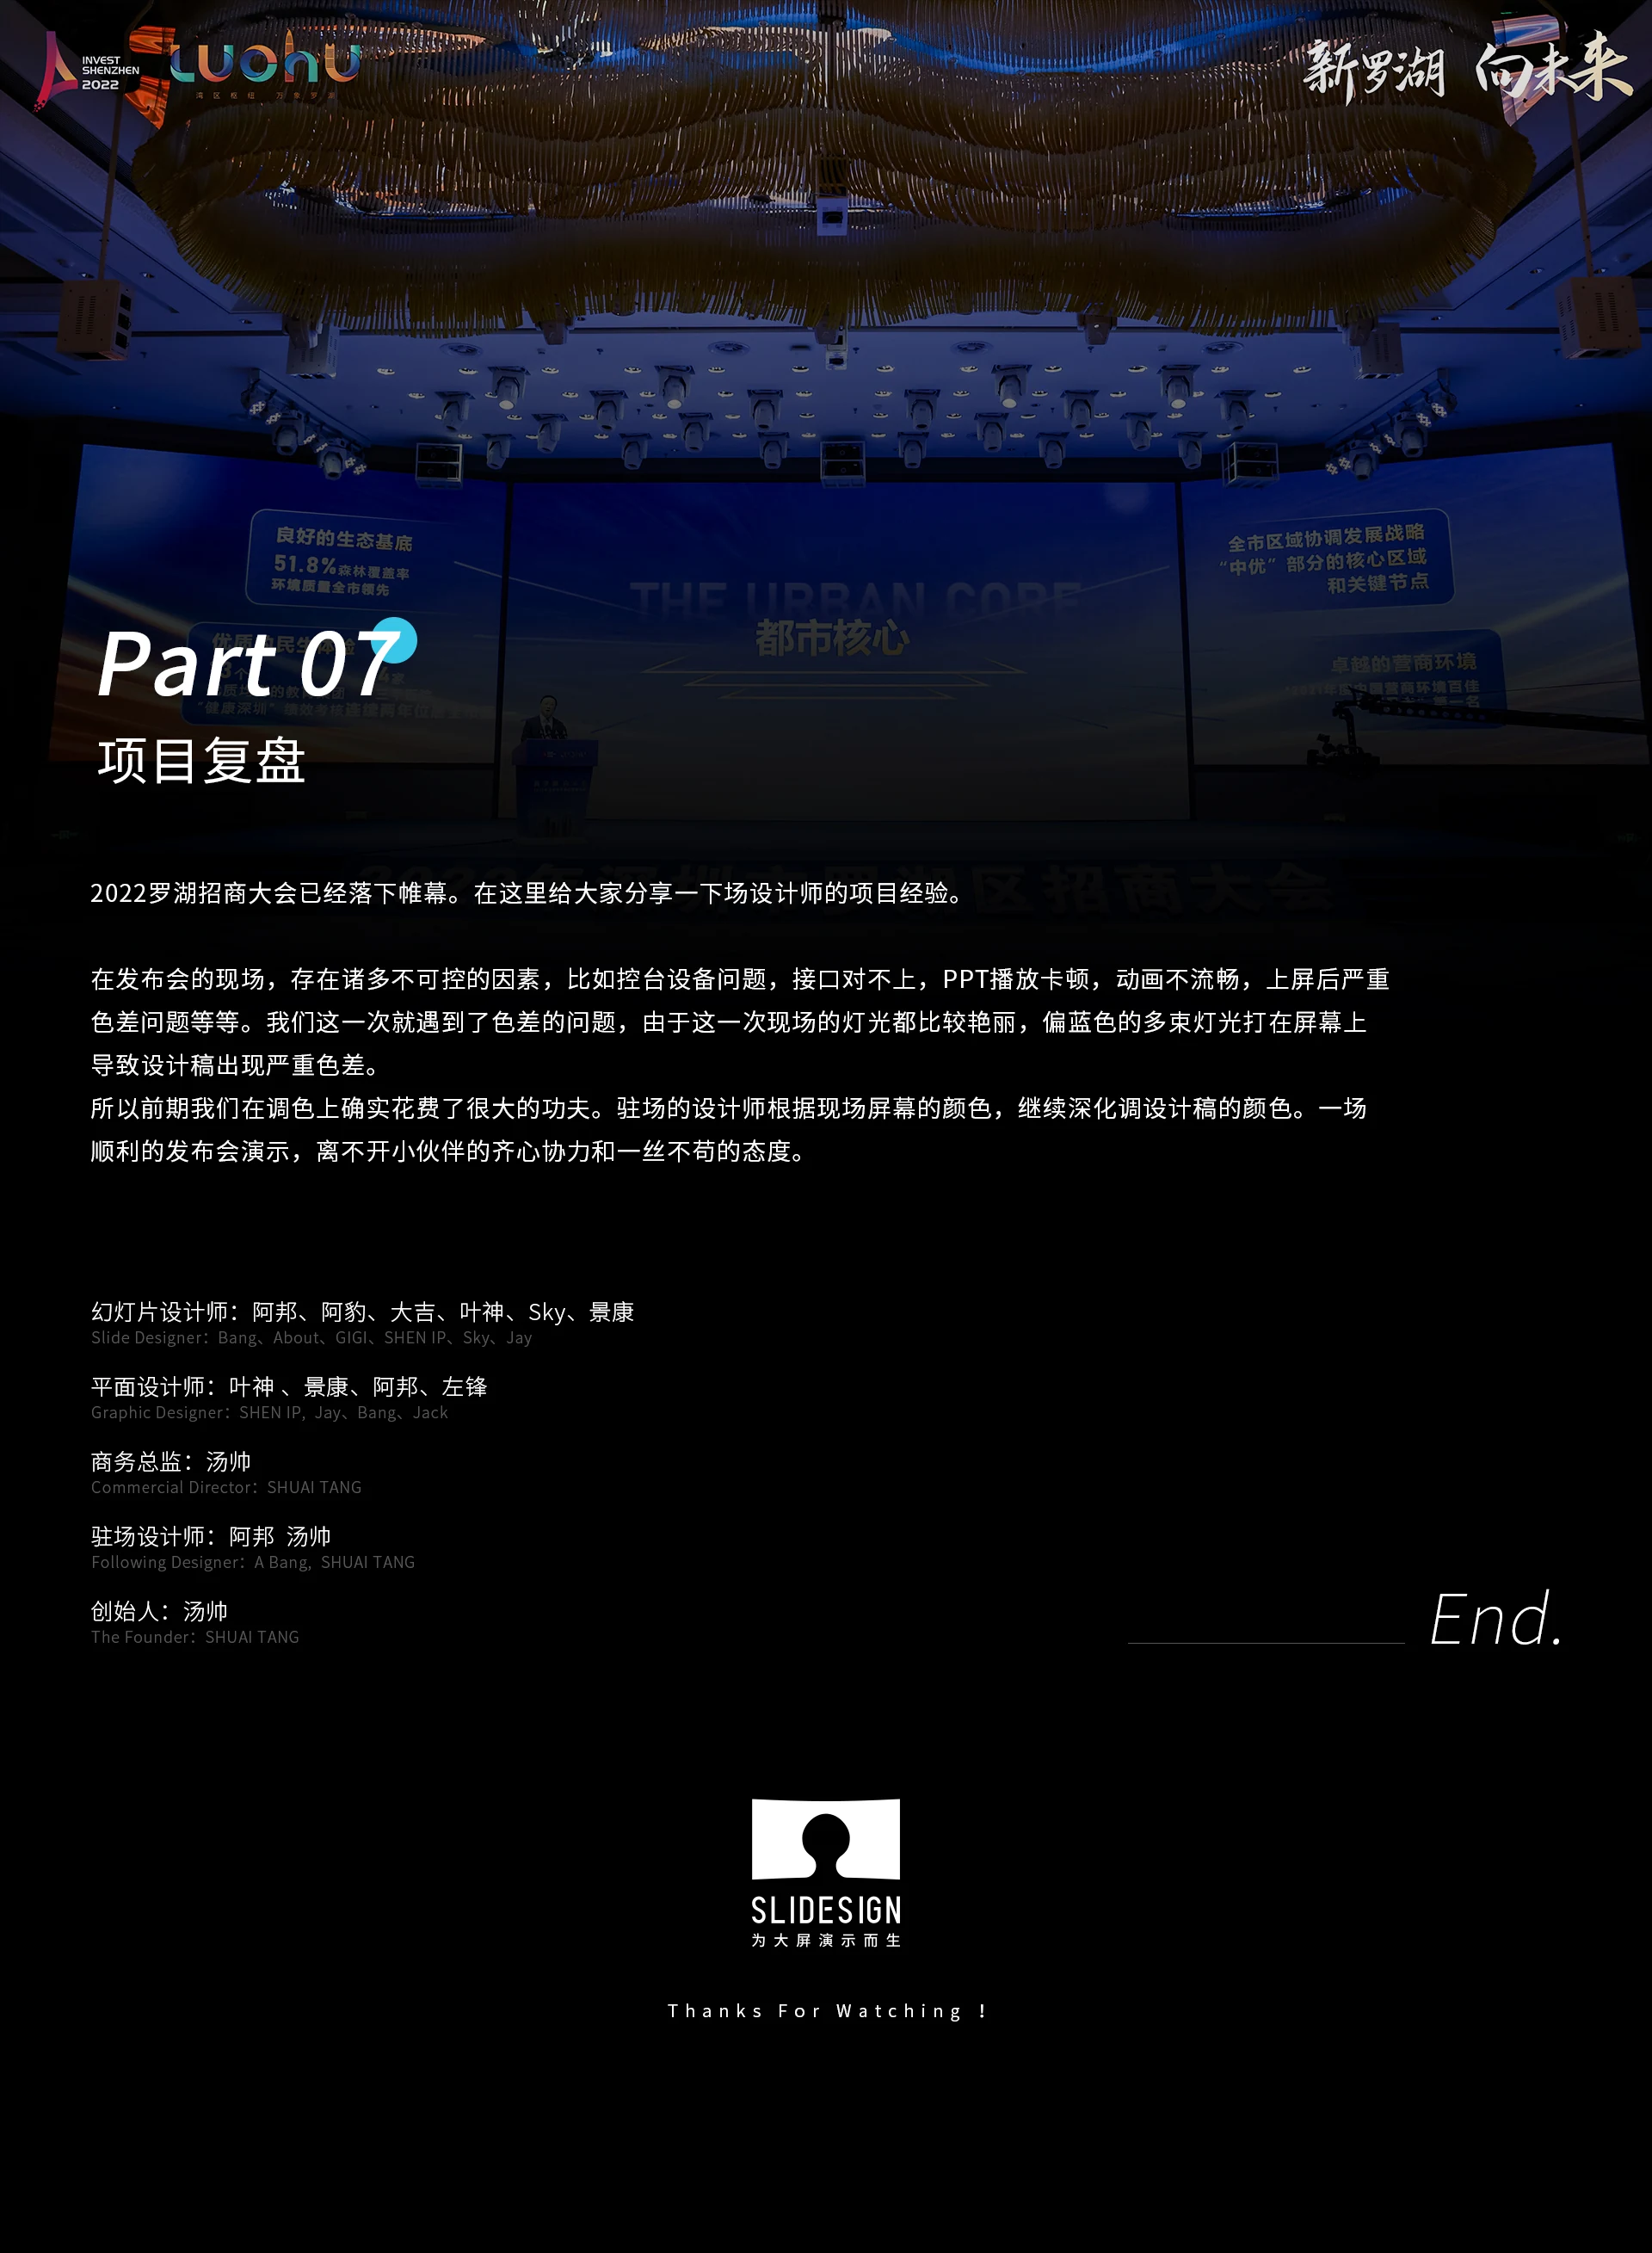 INVEST
SHENZHEN
2022
LUOHU
湾区枢纽 万象罗湖
新罗湖 向未来
良好的生态基底
51.8%森林覆盖率
环境质量全市领先
THE URBAN CORE
都市核心
全市区域协调发展战略
“中优”部分的核心区域
和关键节点
卓越的营商环境
Part 07
项目复盘
区招商大会
2022罗湖招商大会已经落下帷幕。在这里给大家分享一下场设计师的项目经验。
在发布会的现场，存在诸多不可控的因素，比如控台设备问题，接口对不上，PPT播放卡顿，动画不流畅，上屏后严重
色差问题等等。我们这一次就遇到了色差的问题，由于这一次现场的灯光都比较艳丽，偏蓝色的多束灯光打在屏幕上
导致设计稿出现严重色差。
所以前期我们在调色上确实花费了很大的功夫。驻场的设计师根据现场屏幕的颜色，继续深化调设计稿的颜色。一场
顺利的发布会演示，离不开小伙伴的齐心协力和一丝不苟的态度。
幻灯片设计师：阿邦、阿豹、大吉、叶神、Sky、景康
Slide Designer：Bang、About、GIGI、SHEN IP、Sky、Jay
平面设计师：叶神 、景康、阿邦、左锋
Graphic Designer：SHEN IP，Jay、Bang、Jack
商务总监：汤帅
Commercial Director：SHUAI TANG
驻场设计师：阿邦 汤帅
Following Designer：A Bang，SHUAI TANG
创始人：汤帅
The Founder：SHUAI TANG
End.
SLIDESIGN
为大屏演示而生
Thanks For Watching ！